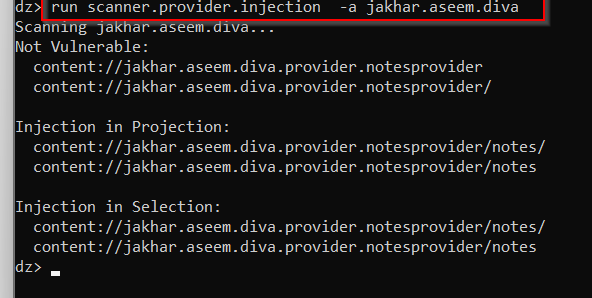 dz> run scanner.provider.injection  -a jakhar.aseem.diva
Scanning jakhar.aseem.diva...
Not Vulnerable:
  content://jakhar.aseem.diva.provider.notesprovider
  content://jakhar.aseem.diva.provider.notesprovider/

Injection in Projection:
  content://jakhar.aseem.diva.provider.notesprovider/notes/
  content://jakhar.aseem.diva.provider.notesprovider/notes

Injection in Selection:
  content://jakhar.aseem.diva.provider.notesprovider/notes/
  content://jakhar.aseem.diva.provider.notesprovider/notes
dz>